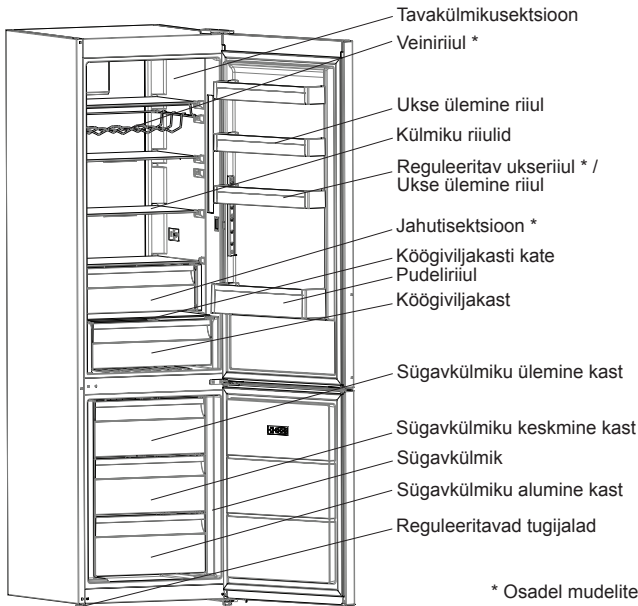 Tavakülmikusektsioon
Veiniriiul *
Ukse ülemine riiul
Külmiku riiulid
Reguleeritav ukseriiul * /
Ukse ülemine riiul
Jahutisektsioon *
Köögiviljakasti kate
Pudeliriiul
Köögiviljakast
Sügavkülmiku ülemine kast
Sügavkülmiku keskmine kast
Sügavkülmik
Sügavkülmiku alumine kast
Reguleeritavad tugijalad
* Osadel mudelite